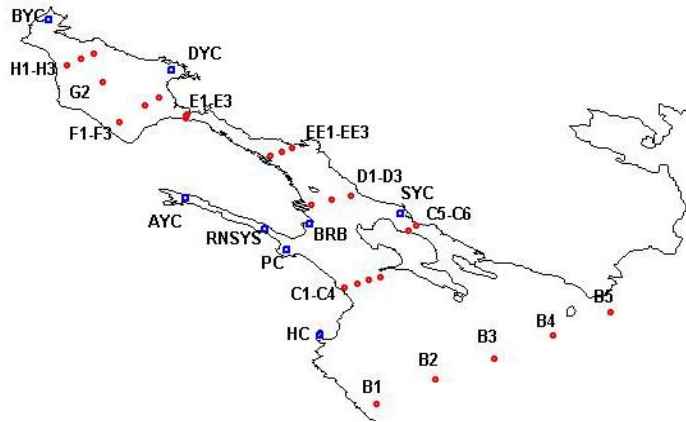 BYC
DYC
H1-H3
G2
E1-E3
F1-F3
EE1-EE3
D1-D3
SYC
C5-C6
AYC
RNSYS
BRB
PC
C1-C4
B5
HC
B4
B3
B2
B1